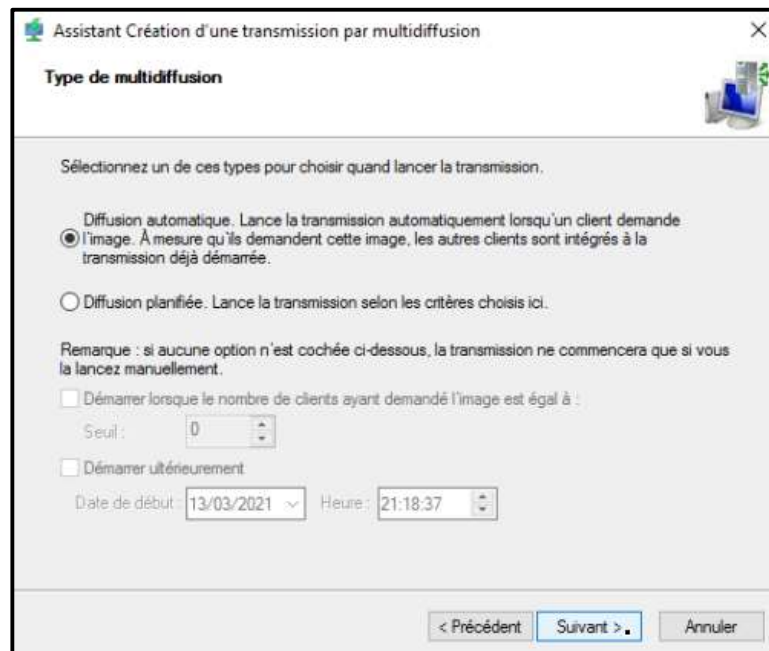 Assistant Création d'une transmission par multidiffusion
Type de multidiffusion
Sélectionnez un de ces types pour choisir quand lancer la transmission.
Diffusion automatique. Lance la transmission automatiquement lorsqu'un client demande
l'image. À mesure qu'ils demandent cette image, les autres clients sont intégrés à la
transmission déjà démarrée.
Diffusion planifiée. Lance la transmission selon les critères choisis ici.
Remarque : si aucune option n'est cochée ci-dessous, la transmission ne commencera que si vous
la lancez manuellement.
Démarrer lorsque le nombre de clients ayant demandé l'image est égal à :
Seuil : 0
Démarrer ultérieurement
Date de début : 13/03/2021 Heure : 21:18:37
< Précédent Suivant > Annuler